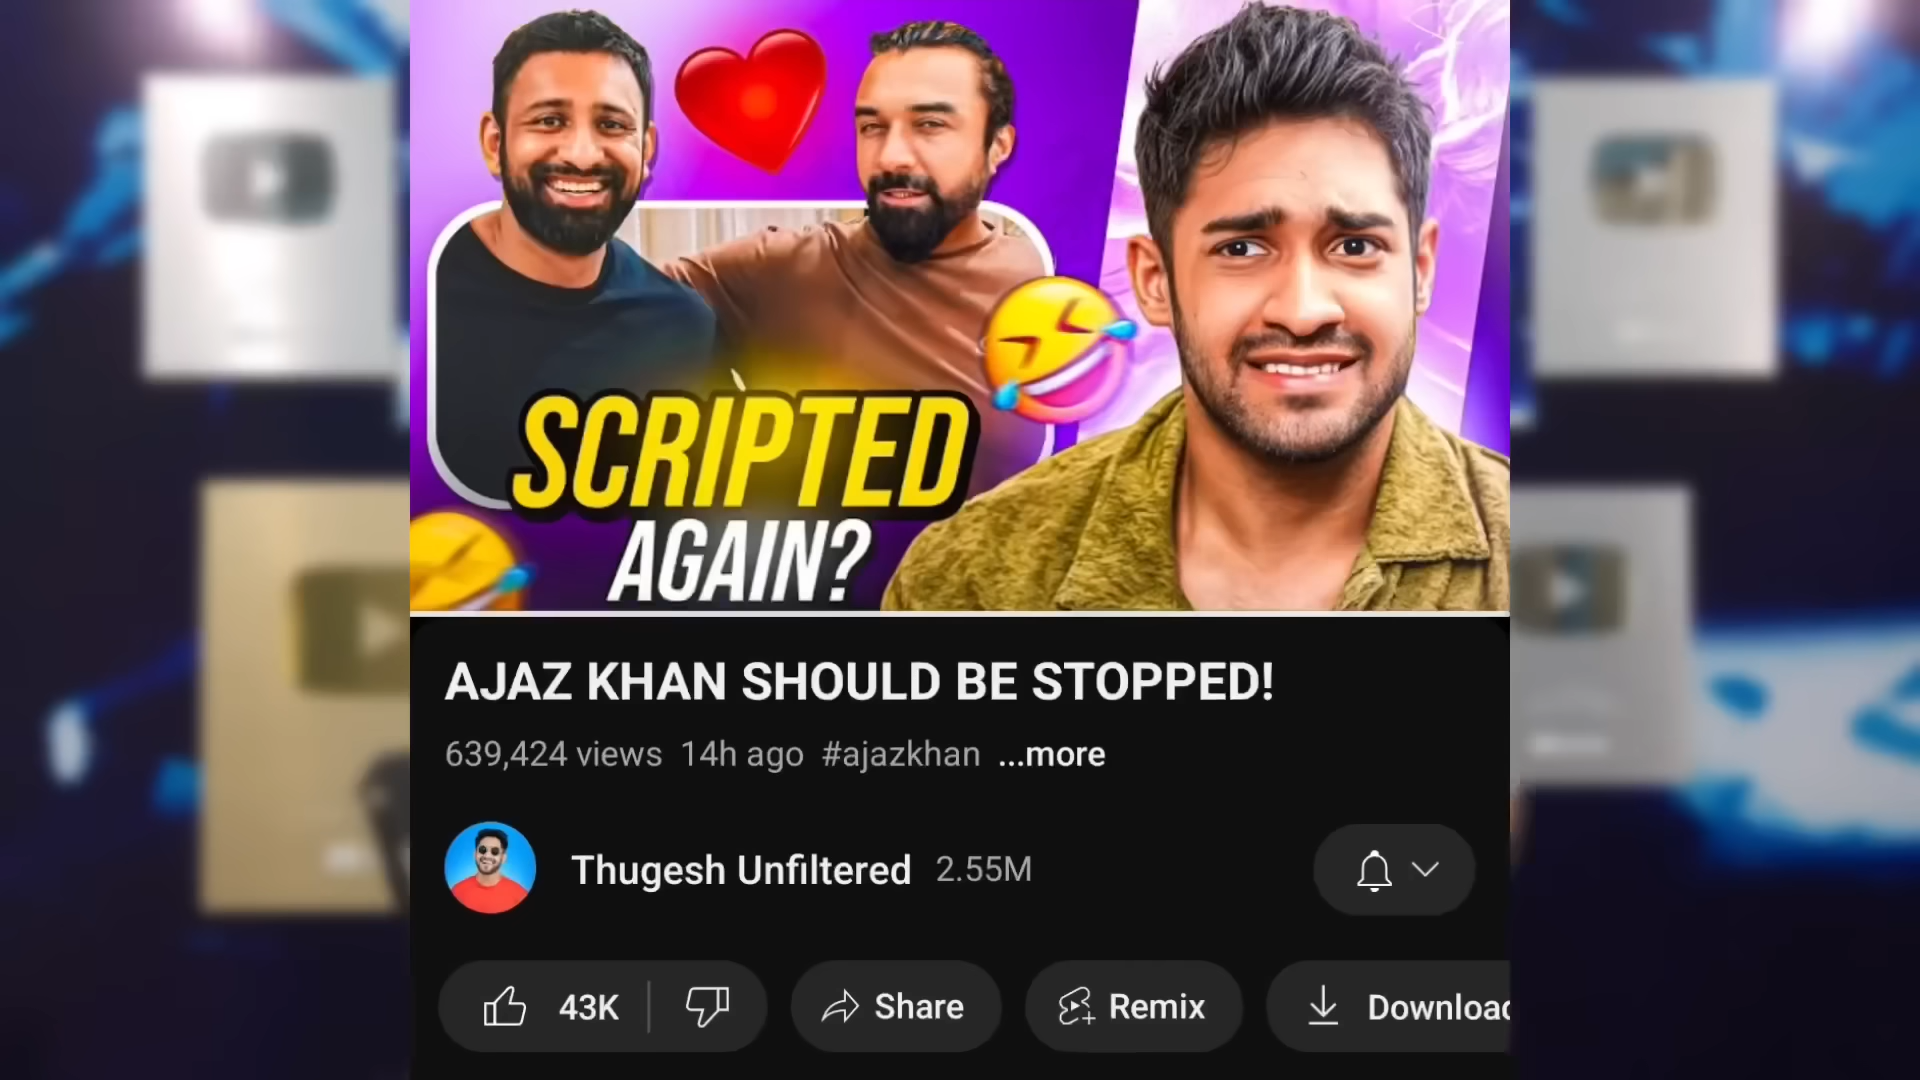 SCRIPTED
AGAIN?
AJAZ KHAN SHOULD BE STOPPED!
639,424 views 14h ago #ajazkhan ...more
Thugesh Unfiltered 2.55M
43K Share Remix Download